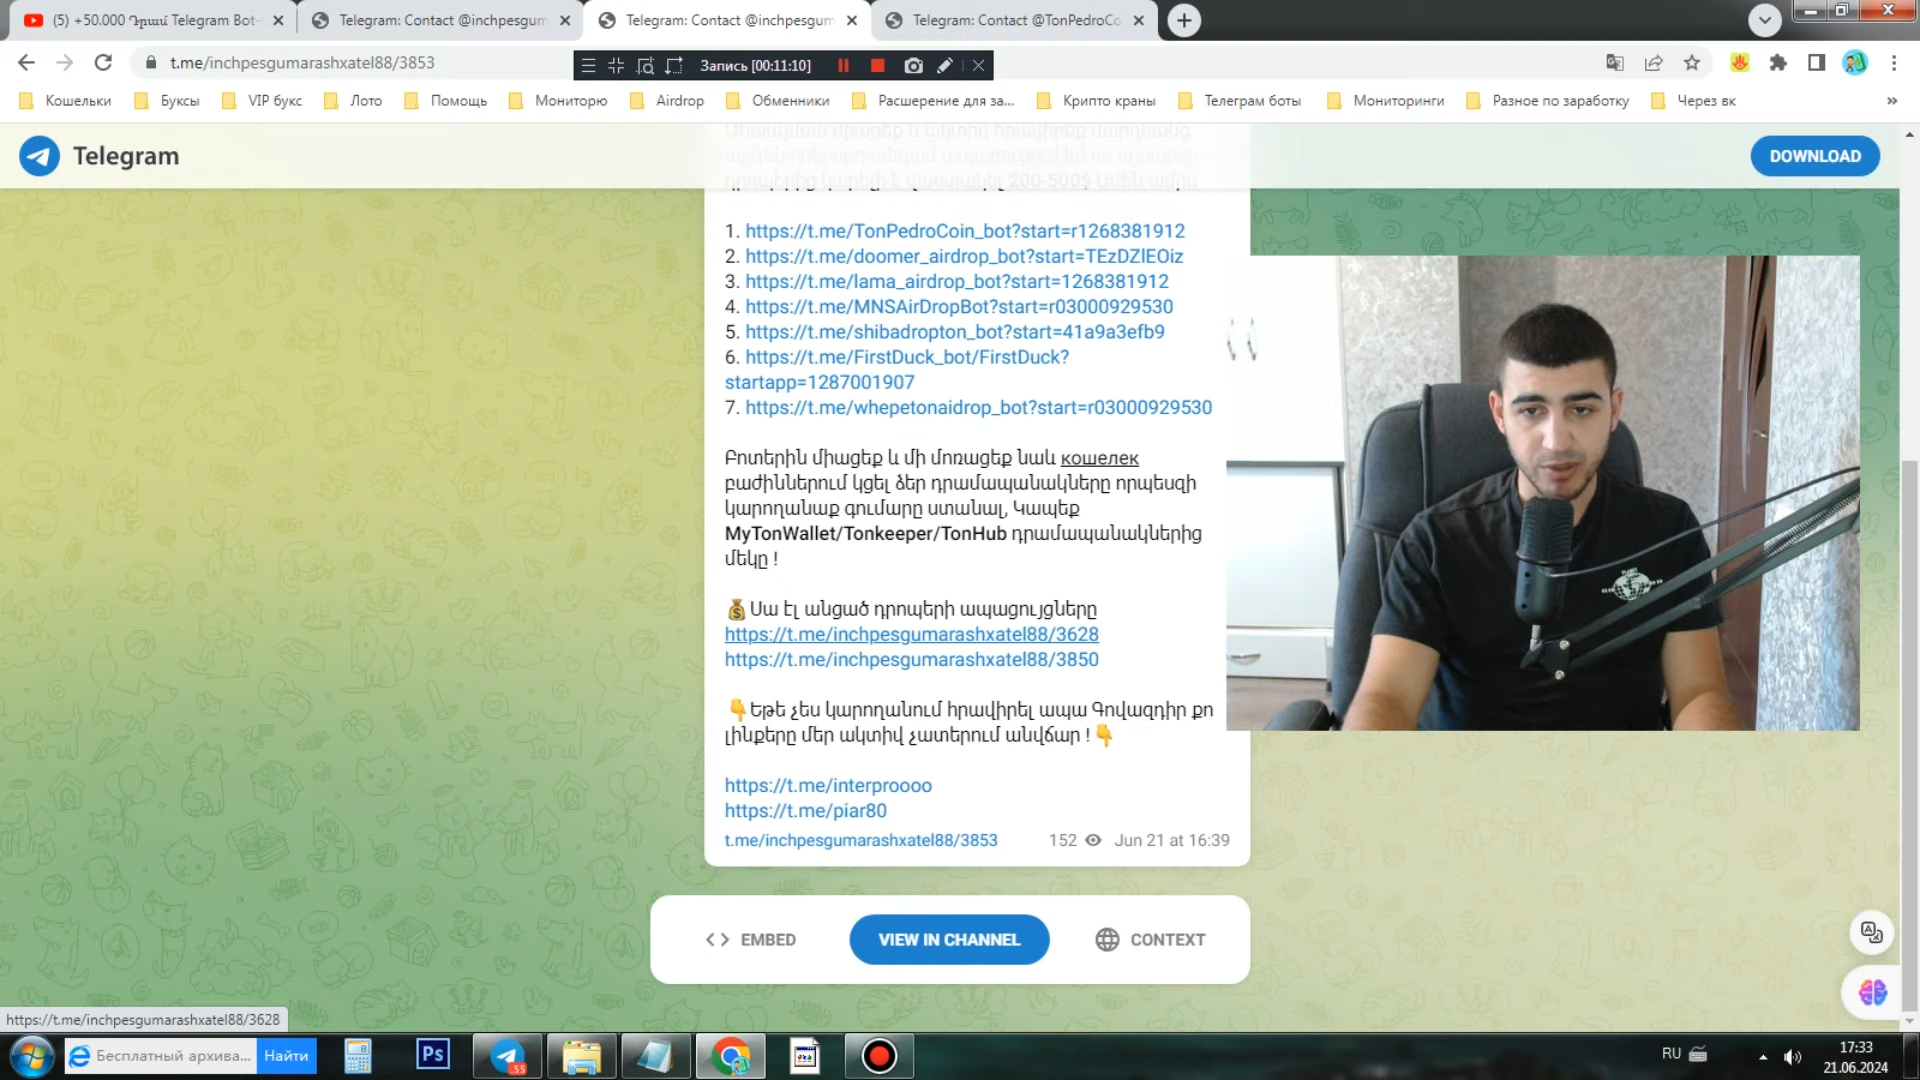 (5) +50.000 Դրամ Telegram Bot-
Telegram: Contact @inchpesgum
Telegram: Contact @inchpesgum
Telegram: Contact @TonPedroCo
t.me/inchpesgumarashxatel88/3853
Запись [00:11:10]
Кошельки
Буксы
VIP букс
Лото
Помощь
Мониторю
Airdrop
Обменники
Расшерение для за...
Крипто краны
Телеграм боты
Мониторинги
Разное по заработку
Через вк
Telegram
DOWNLOAD
1. https://t.me/TonPedroCoin_bot?start=r1268381912
2. https://t.me/doomer_airdrop_bot?start=TEzDZlEOiz
3. https://t.me/lama_airdrop_bot?start=1268381912
4. https://t.me/MNSAirDropBot?start=r03000929530
5. https://t.me/shibadropton_bot?start=41a9a3efb9
6. https://t.me/FirstDuck_bot/FirstDuck?
startapp=1287001907
7. https://t.me/whepetonaidrop_bot?start=r03000929530
Բոտերին միացեք և մի մոռացեք նաև кошелек
բաժիններում կցել ձեր դրամապանակները որպեսզի
կարողանաք գումարը ստանալ, Կապեք
MyTonWallet/Tonkeeper/TonHub դրամապանակներից
մեկը !
💰Սա էլ անցած դրոպերի ապացույցները
https://t.me/inchpesgumarashxatel88/3628
https://t.me/inchpesgumarashxatel88/3850
👇Եթե չես կարողանում հրավիրել ապա Գովազդիր քո
լինքերը մեր ակտիվ չատերում անվճար ! 👇
https://t.me/interproooo
https://t.me/piar80
t.me/inchpesgumarashxatel88/3853
152
Jun 21 at 16:39
EMBED
VIEW IN CHANNEL
CONTEXT
https://t.me/inchpesgumarashxatel88/3628
Бесплатный архива...
Найти
Ps
55
RU
17:33
21.06.2024